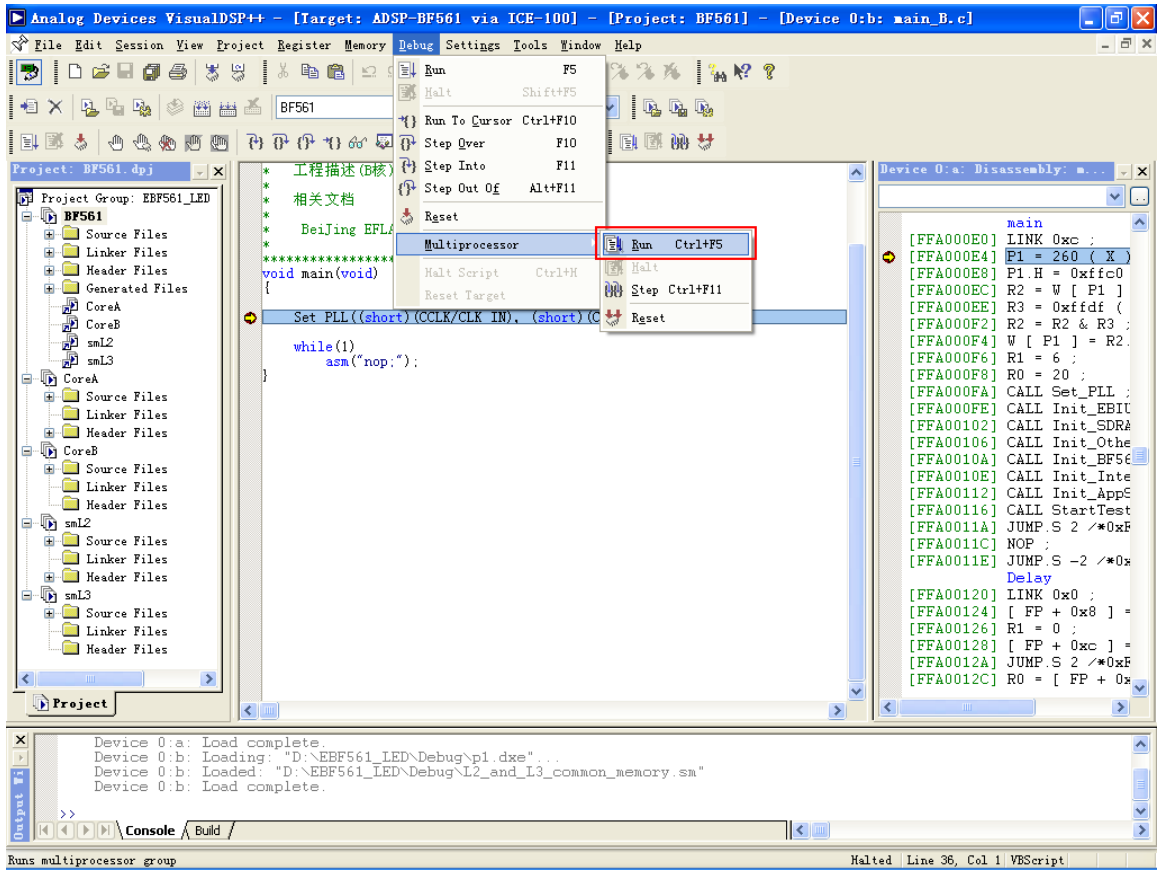 Analog Devices VisualDSP++ - [Target: ADSP-BF561 via ICE-100] - [Project: BF561] - [Device 0:b: main_B.c]
File Edit Session View Project Register Memory Debug Settings Tools Window Help
BF561
Run F5
Halt Shift+F5
Run To Cursor Ctrl+F10
Step Over F10
Step Into F11
Step Out Of Alt+F11
Reset
Multiprocessor
Halt Script Ctrl+H
Reset Target
Run Ctrl+F5
Halt
Step Ctrl+F11
Reset
Project: BF561.dpj
Project Group: EBF561_LED
BF561
Source Files
Linker Files
Header Files
Generated Files
CoreA
CoreB
smL2
smL3
CoreA
Source Files
Linker Files
Header Files
CoreB
Source Files
Linker Files
Header Files
smL2
Source Files
Linker Files
Header Files
smL3
Source Files
Linker Files
Header Files
Project
* 工程描述(B核)
*
* 相关文档
*
* BeiJing EFLA
*
*******************
void main(void)
{
Set PLL((short)(CCLK/CLK IN), (short)(C
while(1)
asm("nop;");
}
Device 0:a: Disassembly: m...
main
[FFA000E0] LINK 0xc ;
[FFA000E4] P1 = 260 ( X )
[FFA000E8] P1.H = 0xffc0
[FFA000EC] R2 = W [ P1 ]
[FFA000EE] R3 = 0xffdf (
[FFA000F2] R2 = R2 & R3 ;
[FFA000F4] W [ P1 ] = R2.
[FFA000F6] R1 = 6 ;
[FFA000F8] R0 = 20 ;
[FFA000FA] CALL Set_PLL ;
[FFA000FE] CALL Init_EBIU
[FFA00102] CALL Init_SDRA
[FFA00106] CALL Init_Othe
[FFA0010A] CALL Init_BF56
[FFA0010E] CALL Init_Inte
[FFA00112] CALL Init_AppS
[FFA00116] CALL StartTest
[FFA0011A] JUMP.S 2 /*0xF
[FFA0011C] NOP ;
[FFA0011E] JUMP.S -2 /*0x
Delay
[FFA00120] LINK 0x0 ;
[FFA00124] [ FP + 0x8 ] =
[FFA00126] R1 = 0 ;
[FFA00128] [ FP + 0xc ] =
[FFA0012A] JUMP.S 2 /*0xF
[FFA0012C] R0 = [ FP + 0x
Device 0:a: Load complete.
Device 0:b: Loading: "D:\EBF561_LED\Debug\p1.dxe"...
Device 0:b: Loaded: "D:\EBF561_LED\Debug\L2_and_L3_common_memory.sm"
Device 0:b: Load complete.
>>
Output Wi
Console Build
Runs multiprocessor group
Halted Line 36, Col 1 VBScript